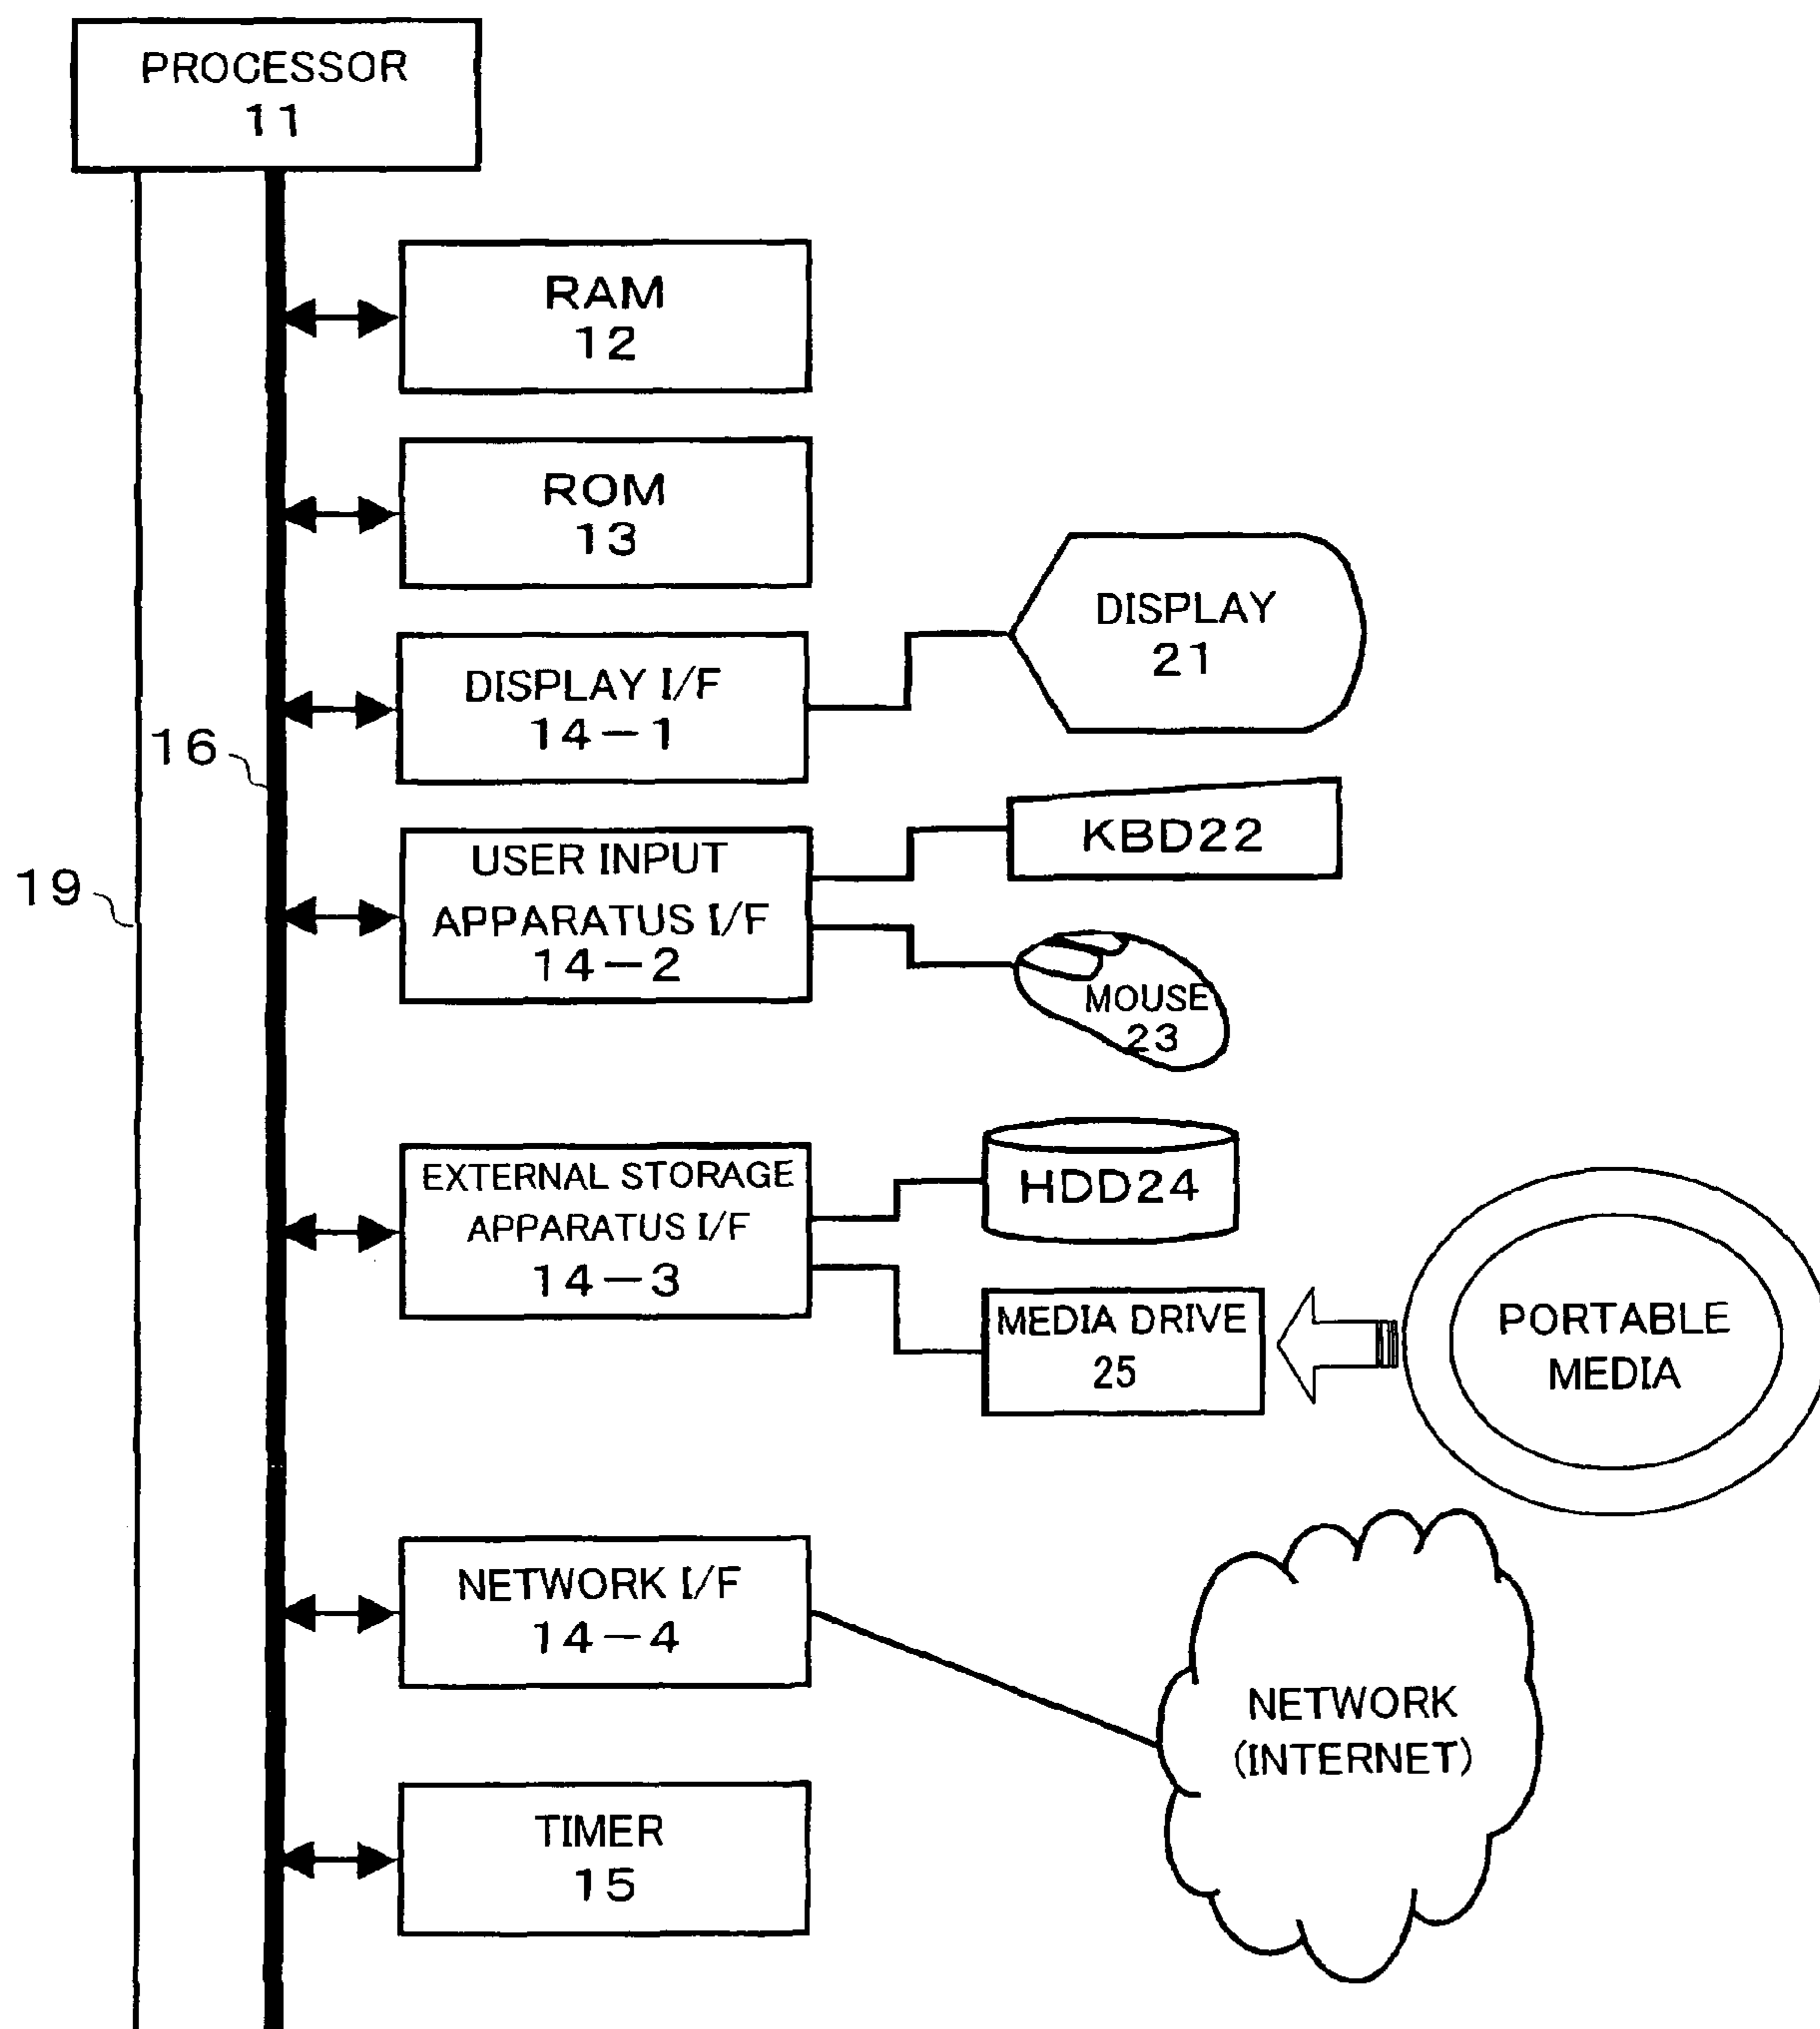 PROCESSOR
11
RAM
12
ROM
13
DISPLAY
21
DISPLAY I/F
14-1
16
KBD22
USER INPUT
APPARATUS I/F
14-2
19
MOUSE
23
EXTERNAL STORAGE
APPARATUS I/F
14-3
HDD24
MEDIA DRIVE
25
PORTABLE
MEDIA
NETWORK I/F
14-4
NETWORK
(INTERNET)
TIMER
15